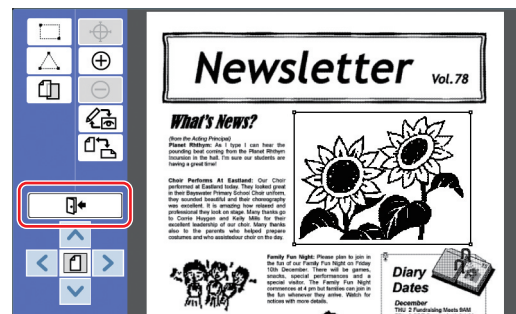 Newsletter Vol. 78
What's News?
(from the Acting Principal)
Planet Rhthym: As I type I can hear the
pounding beat coming from the Planet Rhthym
incursion in the hall. I'm sure our students are
having a great time!
Choir Performs At Eastland: Our Choir
performed at Eastland today. They looked great
in their Bayswater Primary School Choir uniform,
they sounded beautiful and their choreography
was excellent. It is amazing how relaxed and
professional they look on stage. Many thanks go
to Corrie Huygen and Kelly Mills for their
excellent leadership of our choir. Many thanks
also to the parents who helped prepare
costumes and who assistedour choir on the day.
Family Fun Night: Please plan to join in
the fun of our Family Fun Night on Friday
10th December. There will be games,
snacks, special performances and a
special visitor. The Family Fun Night
commences at 4 pm but families can join in
the fun whenever they arrive. Watch for
notices with more details.
Diary
Dates
December
THU 2 Fundraising Meets 8AM